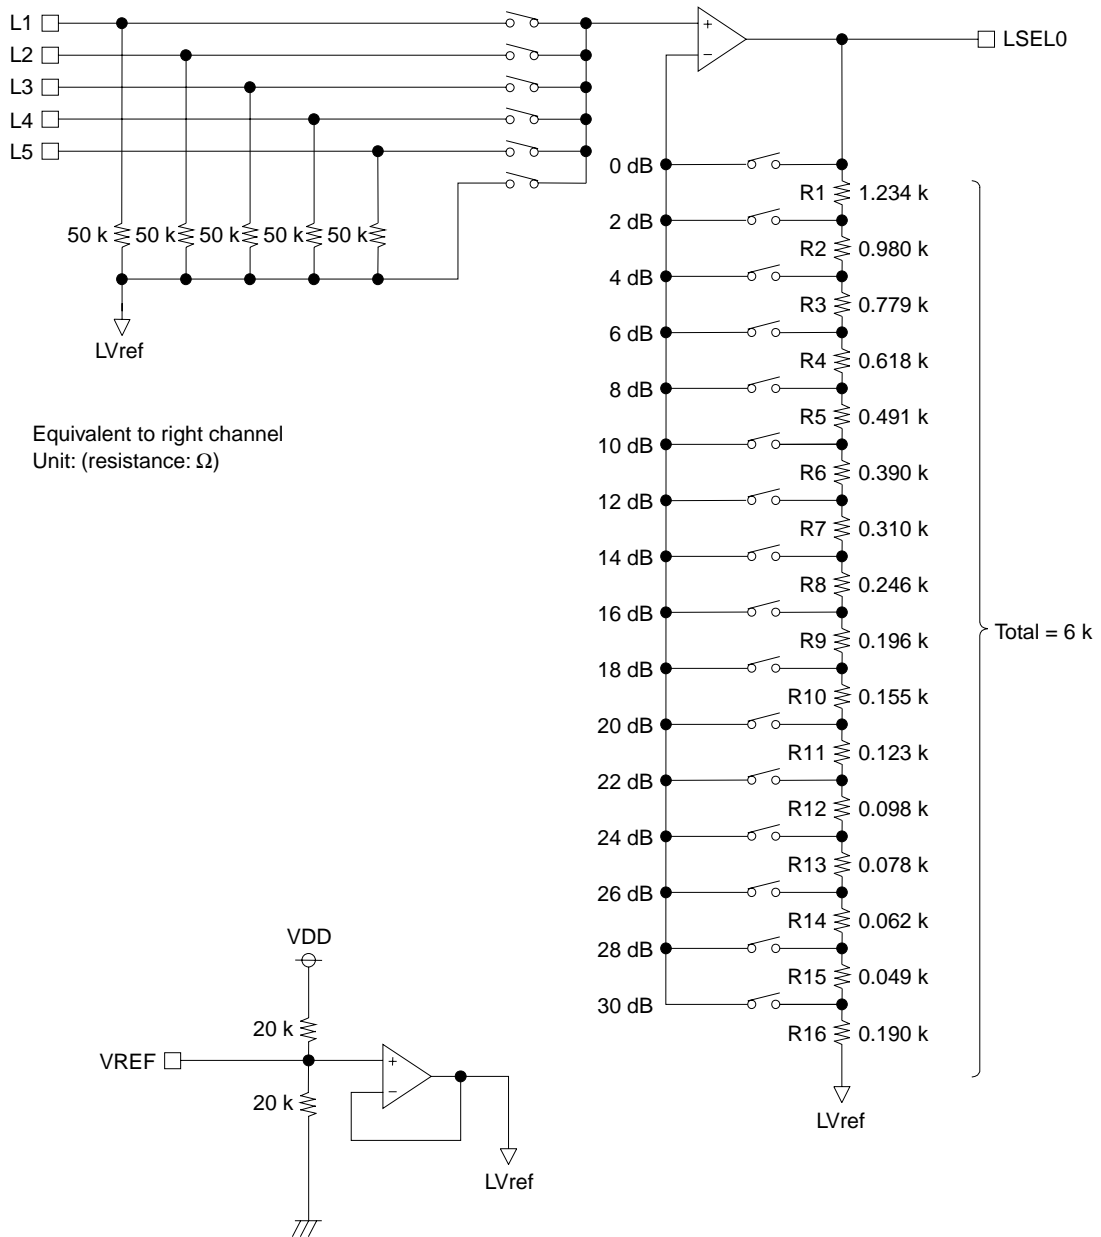 L1
L2
L3
L4
L5
+
−
LSEL0
50 k 50 k 50 k 50 k 50 k
LVref
Equivalent to right channel
Unit: (resistance: Ω)
0 dB
R1 1.234 k
2 dB
R2 0.980 k
4 dB
R3 0.779 k
6 dB
R4 0.618 k
8 dB
R5 0.491 k
10 dB
R6 0.390 k
12 dB
R7 0.310 k
14 dB
R8 0.246 k
16 dB
R9 0.196 k
18 dB
R10 0.155 k
20 dB
R11 0.123 k
22 dB
R12 0.098 k
24 dB
R13 0.078 k
26 dB
R14 0.062 k
28 dB
R15 0.049 k
30 dB
R16 0.190 k
LVref
Total = 6 k
VDD
20 k
VREF
20 k
+
−
LVref